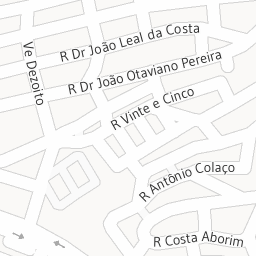 R Dr João Leal da Costa
Ve Dezoito
R Dr João Otaviano Pereira
R Vinte e Cinco
R Antônio Colaço
R Costa Aborim